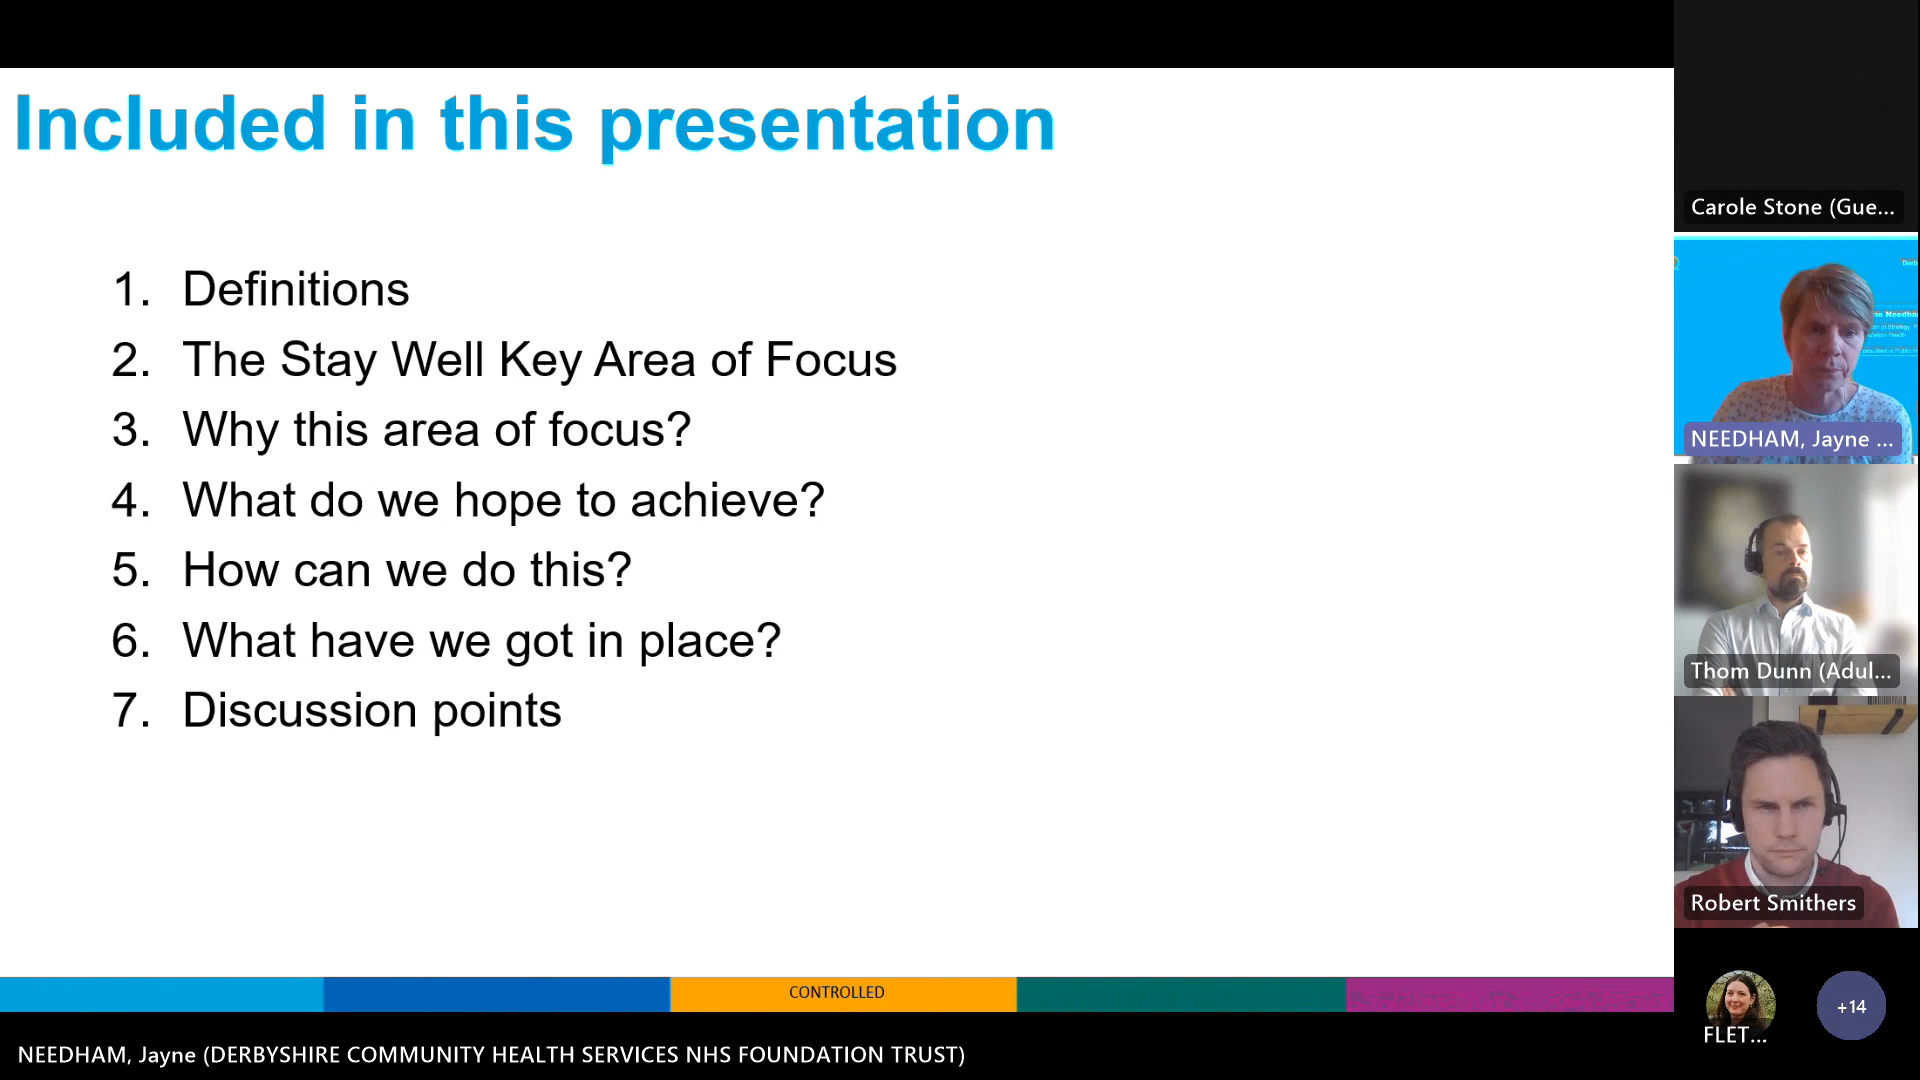 Included in this presentation
1. Definitions
2. The Stay Well Key Area of Focus
3. Why this area of focus?
4. What do we hope to achieve?
5. How can we do this?
6. What have we got in place?
7. Discussion points
CONTROLLED
NEEDHAM, Jayne (DERBYSHIRE COMMUNITY HEALTH SERVICES NHS FOUNDATION TRUST)
Carole Stone (Gue...
NEEDHAM, Jayne ...
Thom Dunn (Adul...
Robert Smithers
FLET...
+14